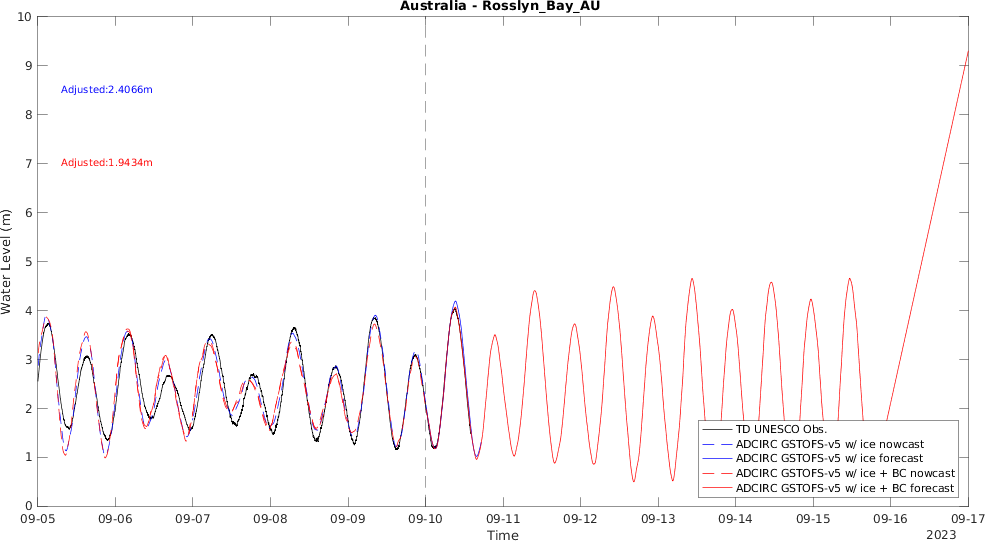 Australia - Rosslyn_Bay_AU
10
9
8
7
6
5
4
3
2
1
0
Water Level (m)
Adjusted:2.4066m
Adjusted:1.9434m
TD UNESCO Obs.
ADCIRC GSTOFS-v5 w/ ice nowcast
ADCIRC GSTOFS-v5 w/ ice forecast
ADCIRC GSTOFS-v5 w/ ice + BC nowcast
ADCIRC GSTOFS-v5 w/ ice + BC forecast
09-05 09-06 09-07 09-08 09-09 09-10 09-11 09-12 09-13 09-14 09-15 09-16 09-17
Time
2023